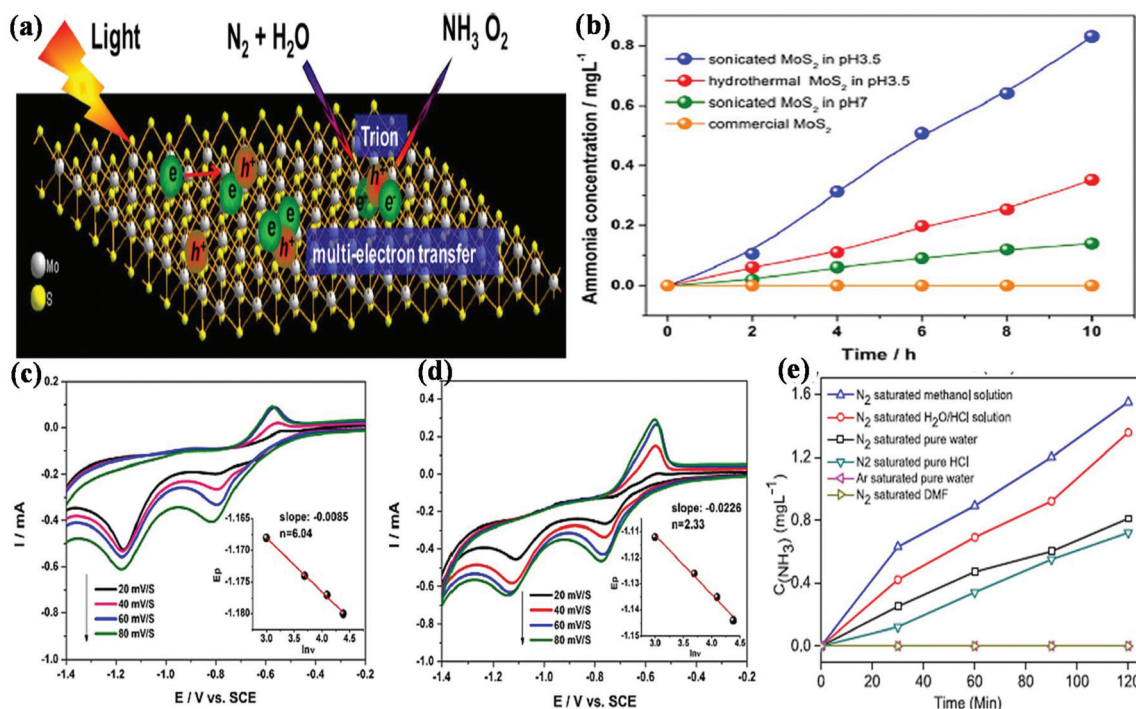 (a)
Light
N₂ + H₂O
NH₃ O₂
Trion
e
h⁺
e
h⁺
e⁻
e⁻
e
e
h⁺
h⁺
multi-electron transfer
Mo
S
(b)
sonicated MoS₂ in pH3.5
hydrothermal MoS₂ in pH3.5
sonicated MoS₂ in pH7
commercial MoS₂
Ammonia concentration / mgL⁻¹
0.8
0.6
0.4
0.2
0.0
0 2 4 6 8 10
Time / h
(c)
I / mA
0.2
0.0
-0.2
-0.4
-0.6
-0.8
-1.0
20 mV/S
40 mV/S
60 mV/S
80 mV/S
slope: -0.0085
n=6.04
Ep
-1.165
-1.170
-1.175
-1.180
3.0 3.5 4.0 4.5
lnv
-1.4 -1.2 -1.0 -0.8 -0.6 -0.4 -0.2
E / V vs. SCE
(d)
I / mA
0.4
0.2
0.0
-0.2
-0.4
-0.6
-0.8
-1.0
20 mV/S
40 mV/S
60 mV/S
80 mV/S
slope: -0.0226
n=2.33
Ep
-1.11
-1.12
-1.13
-1.14
-1.15
3.0 3.5 4.0 4.5
lnv
-1.4 -1.2 -1.0 -0.8 -0.6 -0.4 -0.2
E / V vs. SCE
(e)
N₂ saturated methanol solution
N₂ saturated H₂O/HCl solution
N₂ saturated pure water
N2 saturated pure HCl
Ar saturated pure water
N₂ saturated DMF
C(NH₃) (mgL⁻¹)
1.6
1.2
0.8
0.4
0.0
0 20 40 60 80 100 120
Time (Min)